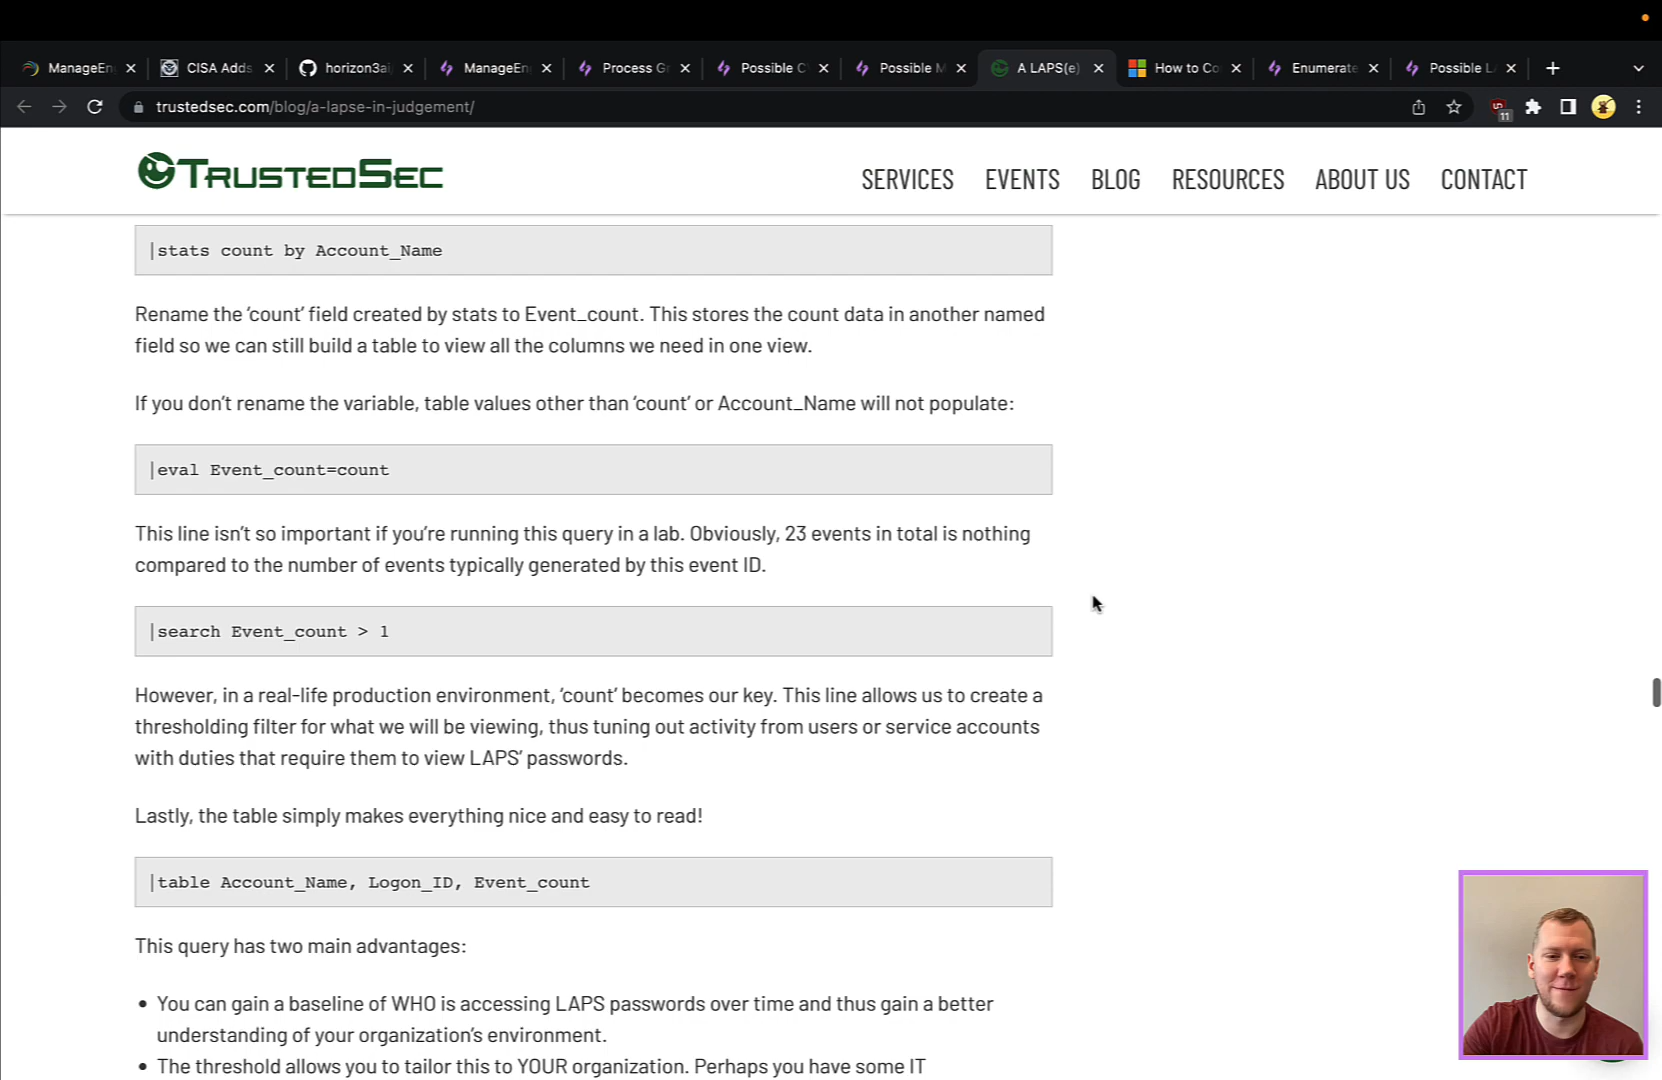 ManageEn
CISA Adds
horizon3ai
ManageEn
Process G
Possible C
Possible M
A LAPS(e)
How to Co
Enumerate
Possible L
trustedsec.com/blog/a-lapse-in-judgement/
11
TRUSTEDSEC
SERVICES
EVENTS
BLOG
RESOURCES
ABOUT US
CONTACT
|stats count by Account_Name
Rename the ‘count’ field created by stats to Event_count. This stores the count data in another named
field so we can still build a table to view all the columns we need in one view.
If you don’t rename the variable, table values other than ‘count’ or Account_Name will not populate:
|eval Event_count=count
This line isn’t so important if you’re running this query in a lab. Obviously, 23 events in total is nothing
compared to the number of events typically generated by this event ID.
|search Event_count > 1
However, in a real-life production environment, ‘count’ becomes our key. This line allows us to create a
thresholding filter for what we will be viewing, thus tuning out activity from users or service accounts
with duties that require them to view LAPS’ passwords.
Lastly, the table simply makes everything nice and easy to read!
|table Account_Name, Logon_ID, Event_count
This query has two main advantages:
• You can gain a baseline of WHO is accessing LAPS passwords over time and thus gain a better
understanding of your organization’s environment.
• The threshold allows you to tailor this to YOUR organization. Perhaps you have some IT